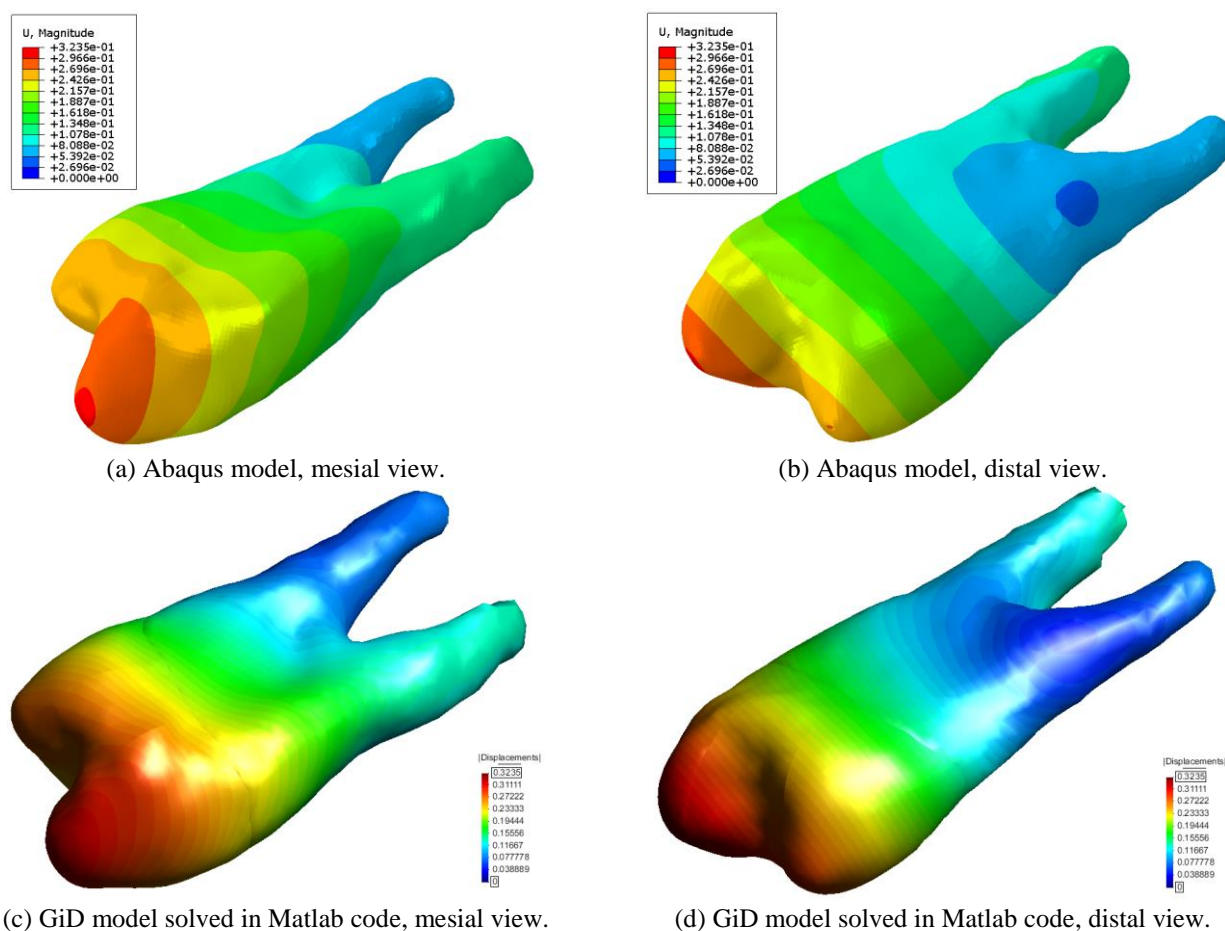 U, Magnitude
+3.235e-01
+2.966e-01
+2.696e-01
+2.426e-01
+2.157e-01
+1.887e-01
+1.618e-01
+1.348e-01
+1.078e-01
+8.088e-02
+5.392e-02
+2.696e-02
+0.000e+00
U, Magnitude
+3.235e-01
+2.966e-01
+2.696e-01
+2.426e-01
+2.157e-01
+1.887e-01
+1.618e-01
+1.348e-01
+1.078e-01
+8.088e-02
+5.392e-02
+2.696e-02
+0.000e+00
(a) Abaqus model, mesial view.
(b) Abaqus model, distal view.
|Displacements|
0.3235
0.31111
0.27222
0.23333
0.19444
0.15556
0.11667
0.077778
0.038889
0
|Displacements|
0.3235
0.31111
0.27222
0.23333
0.19444
0.15556
0.11667
0.077778
0.038889
0
(c) GiD model solved in Matlab code, mesial view.
(d) GiD model solved in Matlab code, distal view.